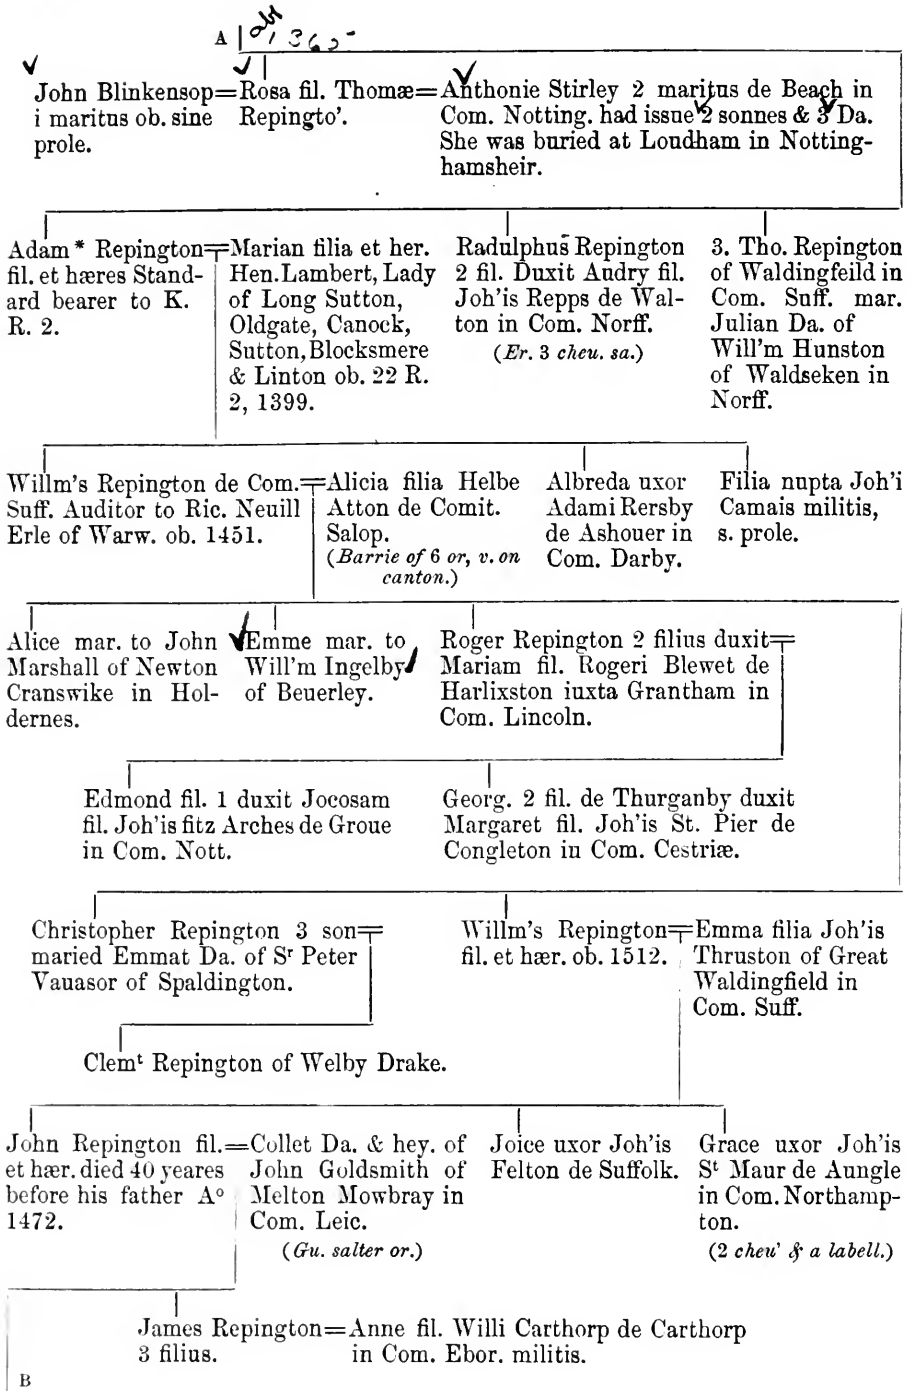 A
John Blinkensop=Rosa fil. Thomæ=Anthonie Stirley 2 maritus de Beach in
i maritus ob. sine Repingto'. Com. Notting. had issue 2 sonnes & 3 Da.
prole. She was buried at Loudham in Notting-
hamsheir.
Adam * Repington=Marian filia et her.
fil. et hæres Stand- Hen. Lambert, Lady
ard bearer to K. of Long Sutton,
R. 2. Oldgate, Canock,
Sutton, Blocksmere
& Linton ob. 22 R.
2, 1399.
Radulphus Repington
2 fil. Duxit Audry fil.
Joh'is Repps de Wal-
ton in Com. Norff.
(Er. 3 cheu. sa.)
3. Tho. Repington
of Waldingfeild in
Com. Suff. mar.
Julian Da. of
Will'm Hunston
of Waldseken in
Norff.
Willm's Repington de Com.=Alicia filia Helbe
Suff. Auditor to Ric. Neuill Atton de Comit.
Erle of Warw. ob. 1451. Salop.
(Barrie of 6 or, v. on
canton.)
Albreda uxor
Adami Rersby
de Ashouer in
Com. Darby.
Filia nupta Joh'i
Camais militis,
s. prole.
Alice mar. to John
Marshall of Newton
Cranswike in Hol-
dernes.
Emme mar. to
Will'm Ingelby
of Beuerley.
Roger Repington 2 filius duxit=
Mariam fil. Rogeri Blewet de
Harlixston iuxta Grantham in
Com. Lincoln.
Edmond fil. 1 duxit Jocosam
fil. Joh'is fitz Arches de Groue
in Com. Nott.
Georg. 2 fil. de Thurganby duxit
Margaret fil. Joh'is St. Pier de
Congleton in Com. Cestriæ.
Christopher Repington 3 son=
maried Emmat Da. of Sr Peter
Vauasor of Spaldington.
Willm's Repington=Emma filia Joh'is
fil. et hær. ob. 1512. Thruston of Great
Waldingfield in
Com. Suff.
Clemt Repington of Welby Drake.
John Repington fil.=Collet Da. & hey. of
et hær. died 40 yeares John Goldsmith of
before his father Ao Melton Mowbray in
1472. Com. Leic.
(Gu. salter or.)
Joice uxor Joh'is
Felton de Suffolk.
Grace uxor Joh'is
St Maur de Aungle
in Com. Northamp-
ton.
(2 cheu' & a labell.)
James Repington=Anne fil. Willi Carthorp de Carthorp
3 filius. in Com. Ebor. militis.
B